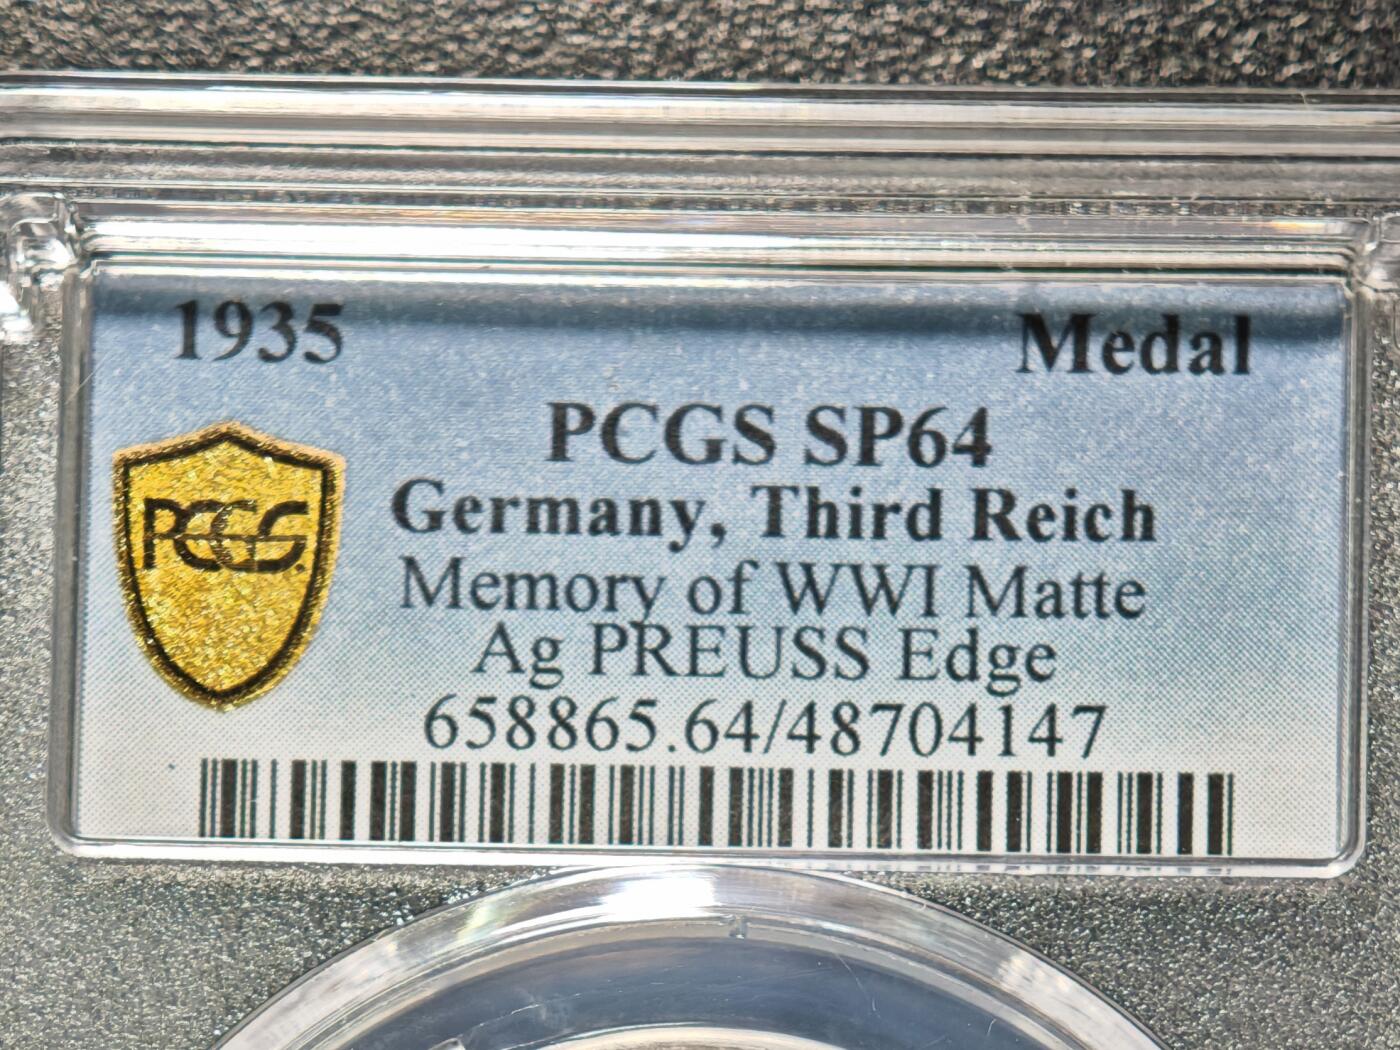 1935 Medal
PCGS SP64
PCGS
Germany, Third Reich
Memory of WWI Matte
Ag PREUSS Edge
658865.64/48704147